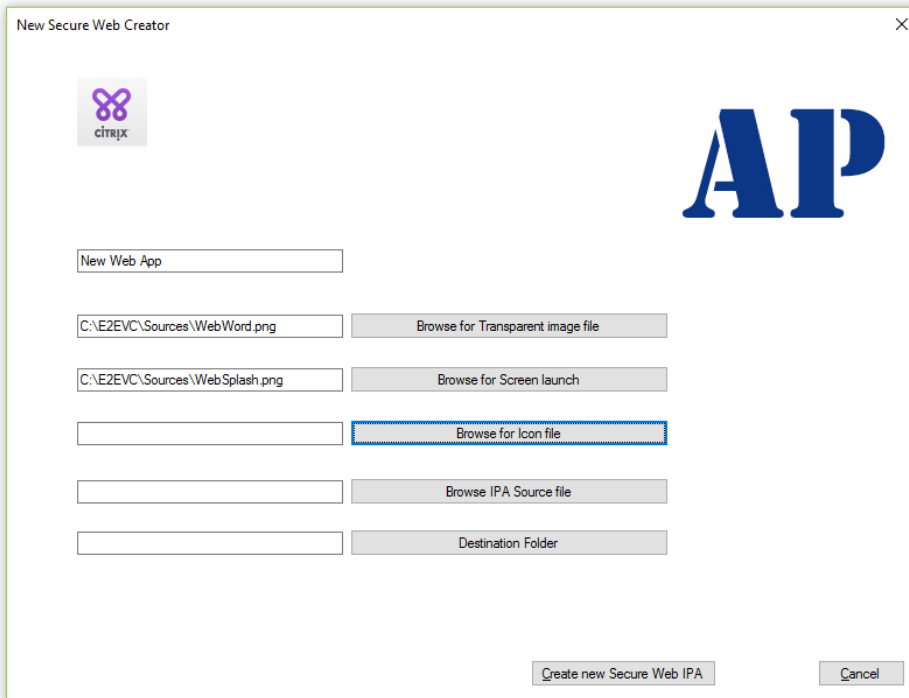 New Secure Web Creator
CİTRIX
AP
New Web App
C:\E2EVC\Sources\WebWord.png
Browse for Transparent image file
C:\E2EVC\Sources\WebSplash.png
Browse for Screen launch
Browse for Icon file
Browse IPA Source file
Destination Folder
Create new Secure Web IPA
Cancel